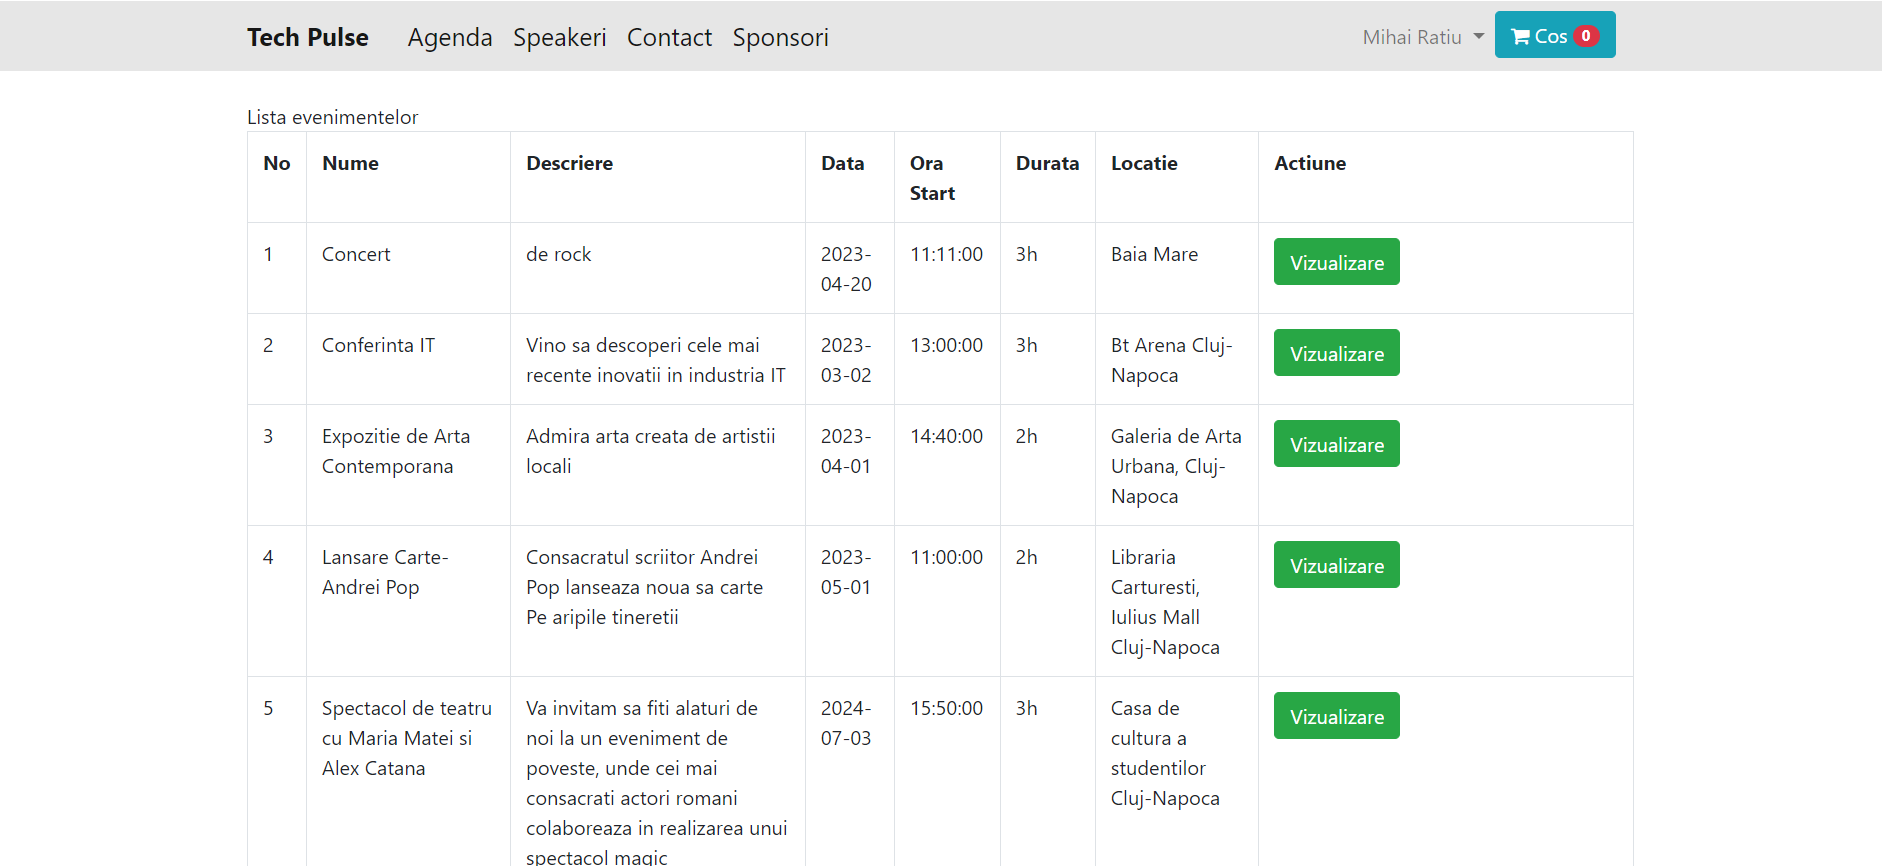 Tech Pulse Agenda Speakeri Contact Sponsori Mihai Ratiu Cos 0
Lista evenimentelor
No Nume Descriere Data Ora Durata Locatie Actiune
Start
1 Concert de rock 2023- 11:11:00 3h Baia Mare Vizualizare
04-20
2 Conferinta IT Vino sa descoperi cele mai 2023- 13:00:00 3h Bt Arena Cluj- Vizualizare
recente inovatii in industria IT 03-02 Napoca
3 Expozitie de Arta Admira arta creata de artistii 2023- 14:40:00 2h Galeria de Arta Vizualizare
Contemporana locali 04-01 Urbana, Cluj-
Napoca
4 Lansare Carte- Consacratul scriitor Andrei 2023- 11:00:00 2h Libraria Vizualizare
Andrei Pop Pop lanseaza noua sa carte 05-01 Carturesti,
Pe aripile tineretii Iulius Mall
Cluj-Napoca
5 Spectacol de teatru Va invitam sa fiti alaturi de 2024- 15:50:00 3h Casa de Vizualizare
cu Maria Matei si noi la un eveniment de 07-03 cultura a
Alex Catana poveste, unde cei mai studentilor
consacrati actori romani Cluj-Napoca
colaboreaza in realizarea unui
spectacol magic